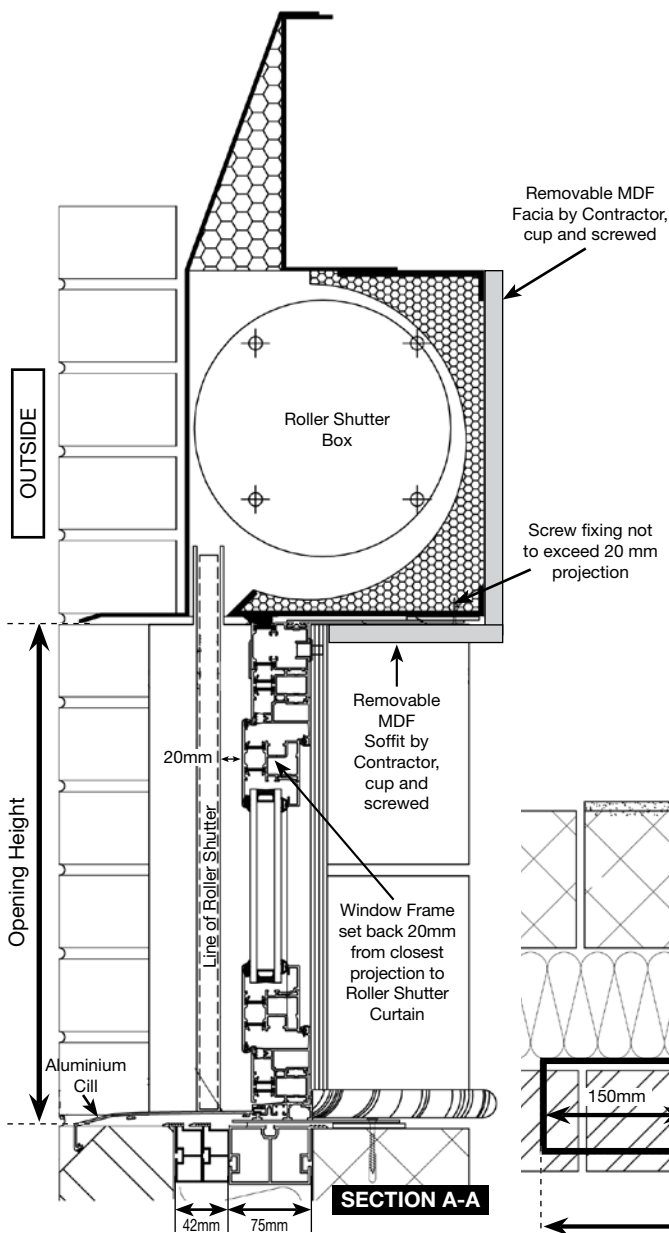 Removable MDF
Facia by Contractor,
cup and screwed
OUTSIDE
Roller Shutter
Box
Screw fixing not
to exceed 20 mm
projection
Removable
MDF
Soffit by
Contractor,
cup and
screwed
20mm
Opening Height
Line of Roller Shutter
Window Frame
set back 20mm
from closest
projection to
Roller Shutter
Curtain
Aluminium
Cill
150mm
SECTION A-A
42mm
75mm